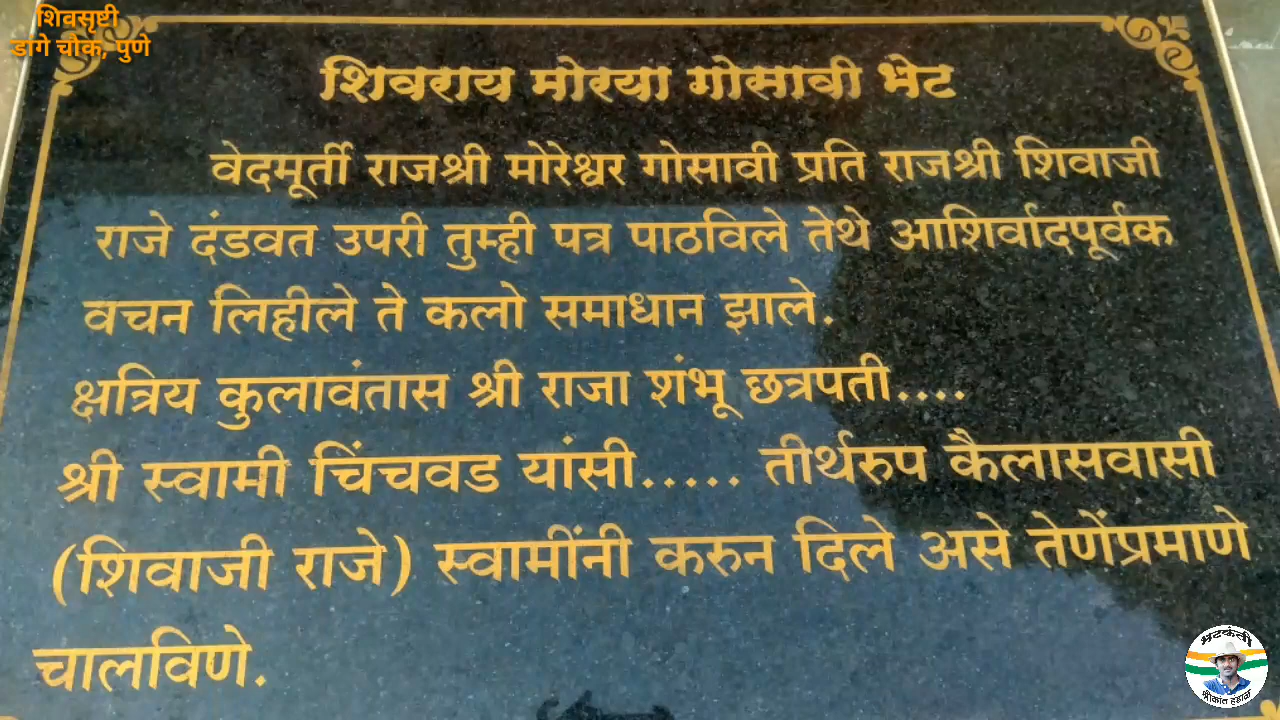 शिवसृष्टी
डांगे चौक, पुणे
शिवराय मोरया गोसावी भेट
वेदमूर्ती राजश्री मोरेश्वर गोसावी प्रति राजश्री शिवाजी
राजे दंडवत उपरी तुम्ही पत्र पाठविले तेथे आशिर्वादपूर्वक
वचन लिहीले ते कलो समाधान झाले.
क्षत्रिय कुलावंतास श्री राजा शंभू छत्रपती....
श्री स्वामी चिंचवड यांसी..... तीर्थरुप कैलासवासी
(शिवाजी राजे) स्वामींनी करुन दिले असे तेणेंप्रमाणे
चालविणे.
भटकंती